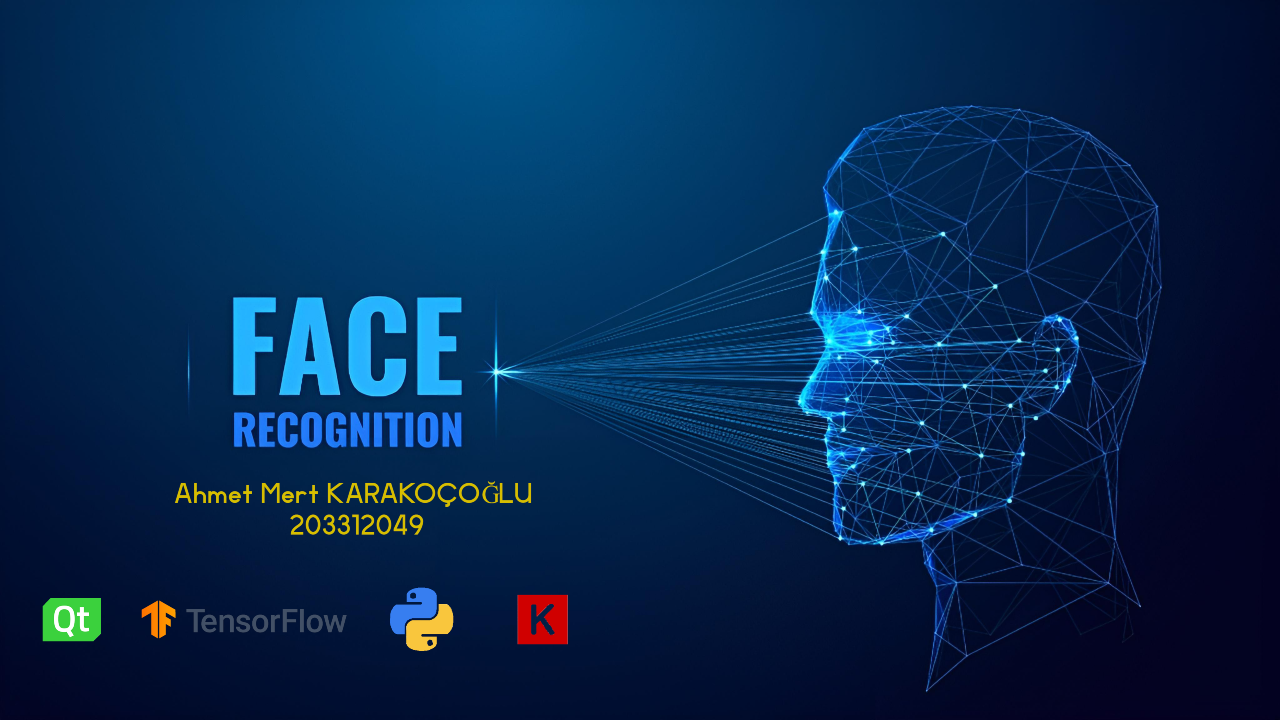 FACE
RECOGNITION
Ahmet Mert KARAKOÇOĞLU
203312049
Qt
TensorFlow
K